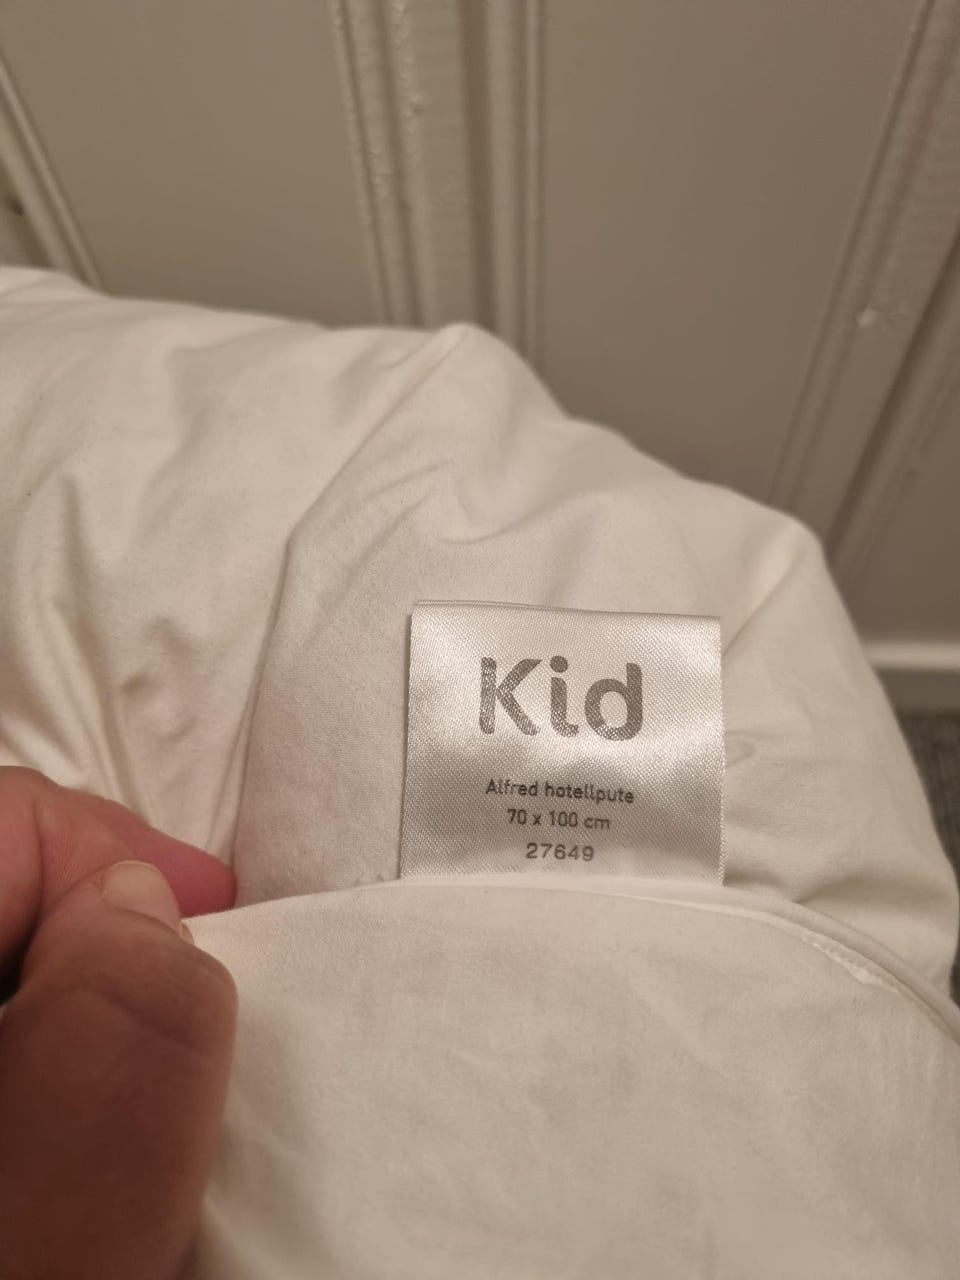 Kid
Alfred hotellpute
70 x 100 cm
27649